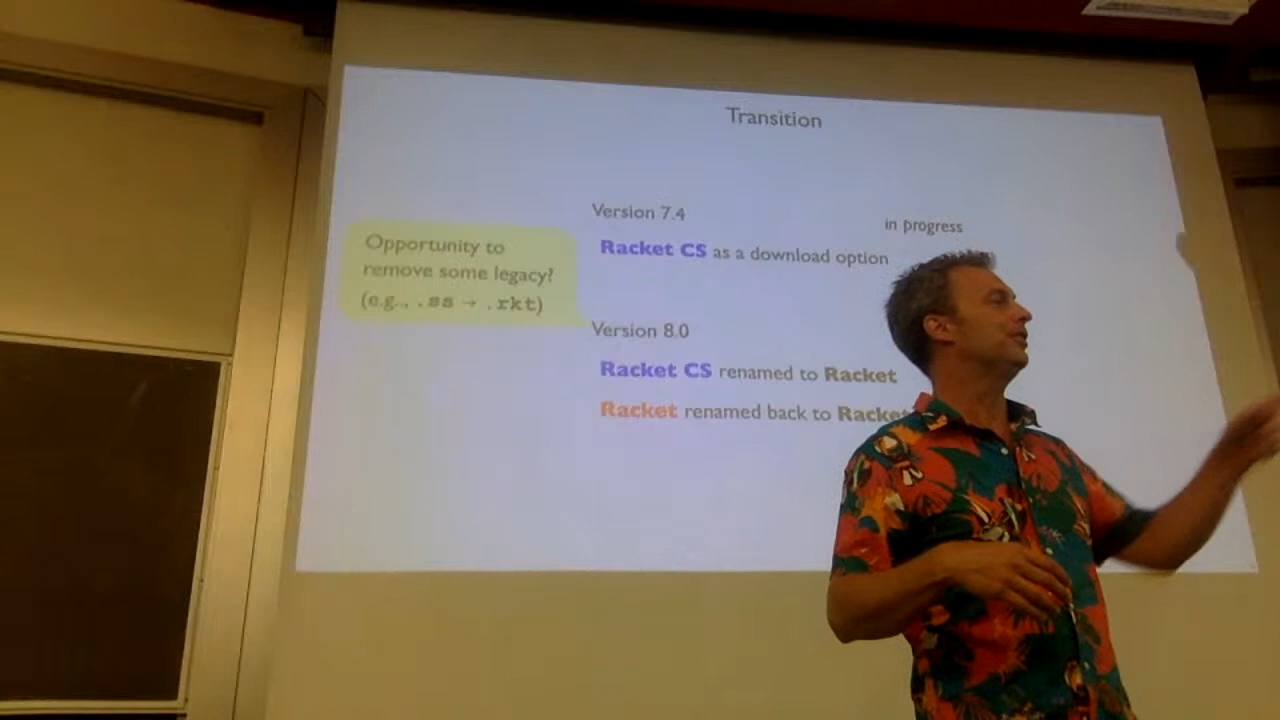 Transition
Version 7.4
in progress
Racket CS as a download option
Opportunity to
remove some legacy?
(e.g., .ss → .rkt)
Version 8.0
Racket CS renamed to Racket
Racket renamed back to Racket